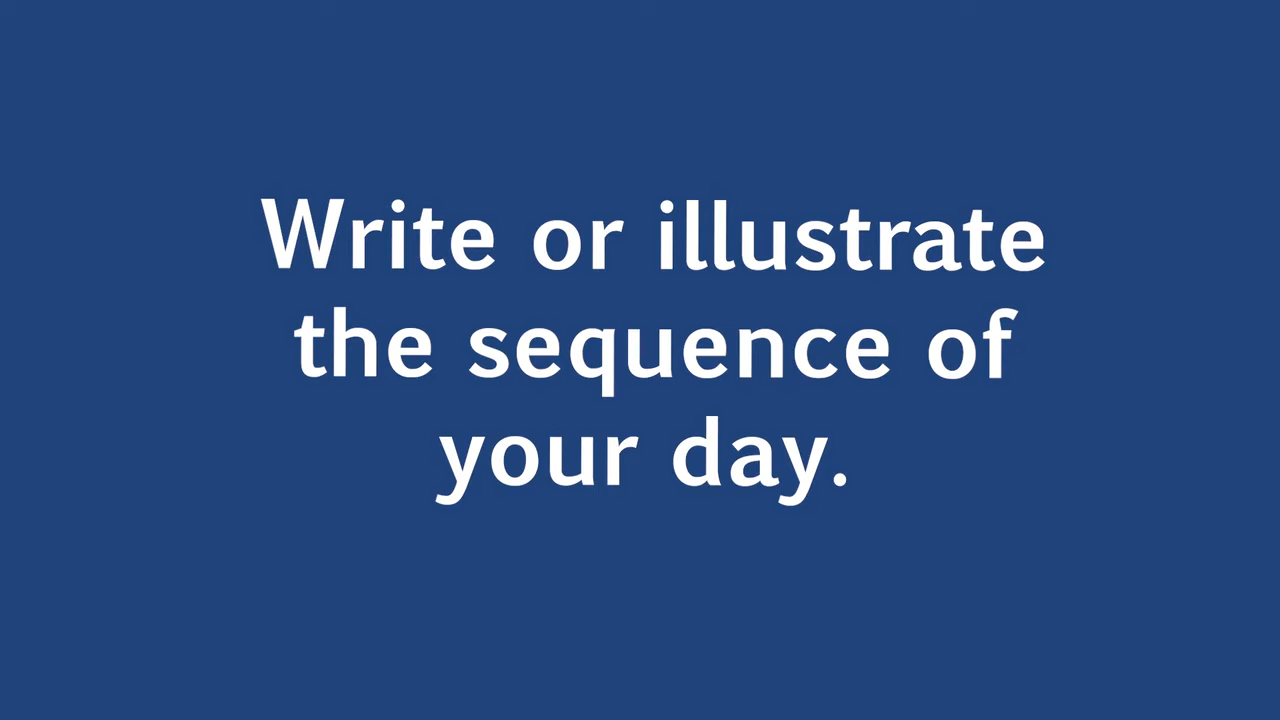 Write or illustrate
the sequence of
your day.